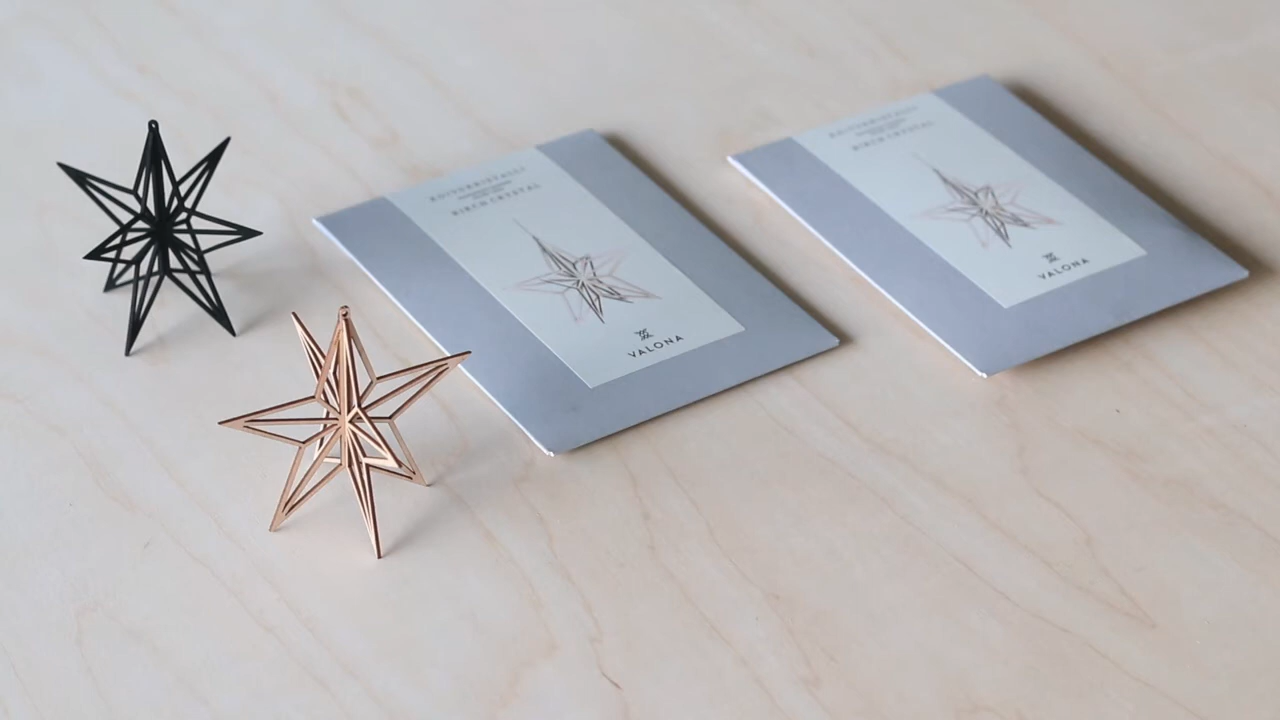 KOIVUKRISTALLI
BIRCH CRYSTAL
VALONA
KOIVUKRISTALLI
BIRCH CRYSTAL
VALONA